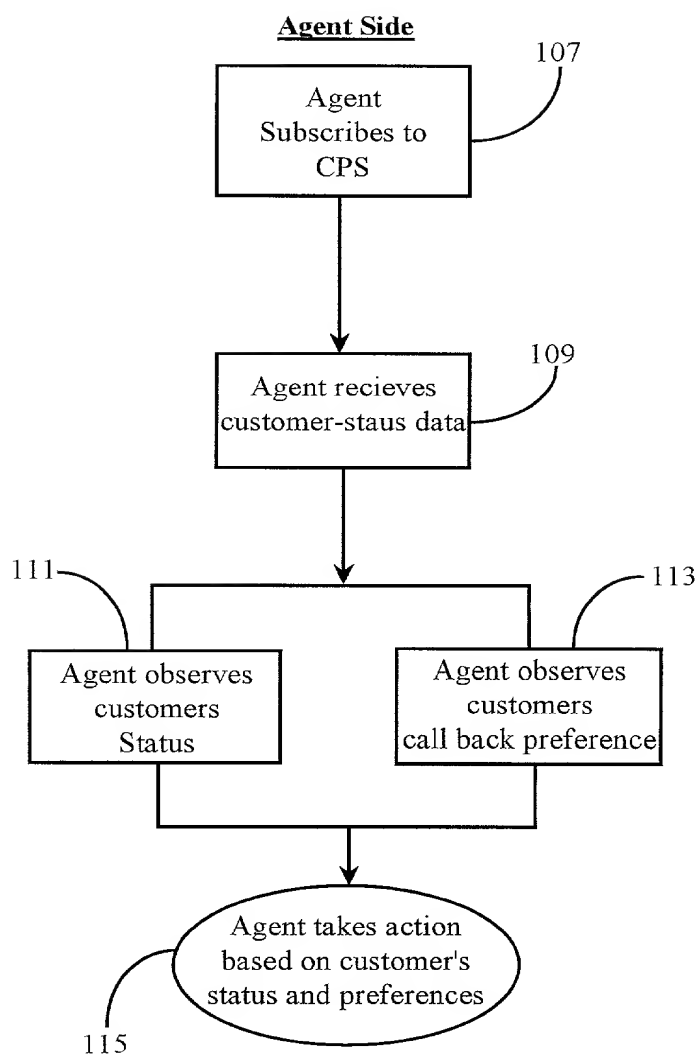 Agent Side
107
Agent
Subscribes to
CPS
109
Agent recieves
customer-staus data
111
113
Agent observes
customers
Status
Agent observes
customers
call back preference
Agent takes action
based on customer's
status and preferences
115